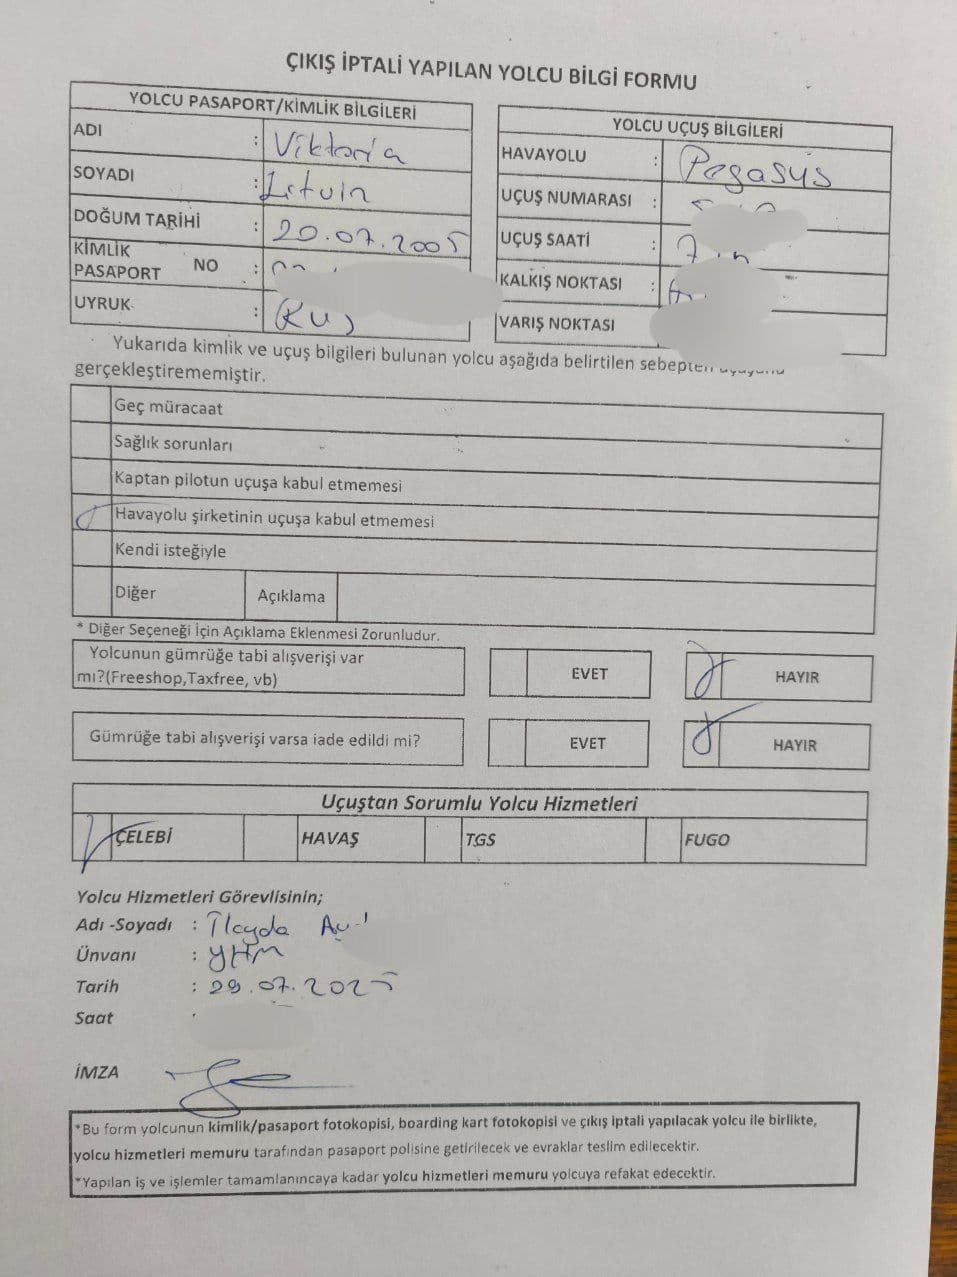 ÇIKIŞ İPTALİ YAPILAN YOLCU BİLGİ FORMU
YOLCU PASAPORT/KİMLİK BİLGİLERİ
ADI : Viktoria
SOYADI : Litvin
DOĞUM TARİHİ : 20.07.2005
KİMLİK
PASAPORT NO :
UYRUK : RUS
YOLCU UÇUŞ BİLGİLERİ
HAVAYOLU : Pegasys
UÇUŞ NUMARASI :
UÇUŞ SAATİ :
KALKIŞ NOKTASI :
VARIŞ NOKTASI
Yukarıda kimlik ve uçuş bilgileri bulunan yolcu aşağıda belirtilen sebepten uçuşunu
gerçekleştirememiştir.
Geç müracaat
Sağlık sorunları
Kaptan pilotun uçuşa kabul etmemesi
Havayolu şirketinin uçuşa kabul etmemesi
Kendi isteğiyle
Diğer Açıklama
* Diğer Seçeneği İçin Açıklama Eklenmesi Zorunludur.
Yolcunun gümrüğe tabi alışverişi var
mı?(Freeshop,Taxfree, vb)
EVET HAYIR
Gümrüğe tabi alışverişi varsa iade edildi mi?
EVET HAYIR
Uçuştan Sorumlu Yolcu Hizmetleri
ÇELEBİ HAVAŞ TGS FUGO
Yolcu Hizmetleri Görevlisinin;
Adı -Soyadı : İlayda
Ünvanı : YHM
Tarih : 29.07.2025
Saat
İMZA
*Bu form yolcunun kimlik/pasaport fotokopisi, boarding kart fotokopisi ve çıkış iptali yapılacak yolcu ile birlikte,
yolcu hizmetleri memuru tarafından pasaport polisine getirilecek ve evraklar teslim edilecektir.
*Yapılan iş ve işlemler tamamlanıncaya kadar yolcu hizmetleri memuru yolcuya refakat edecektir.